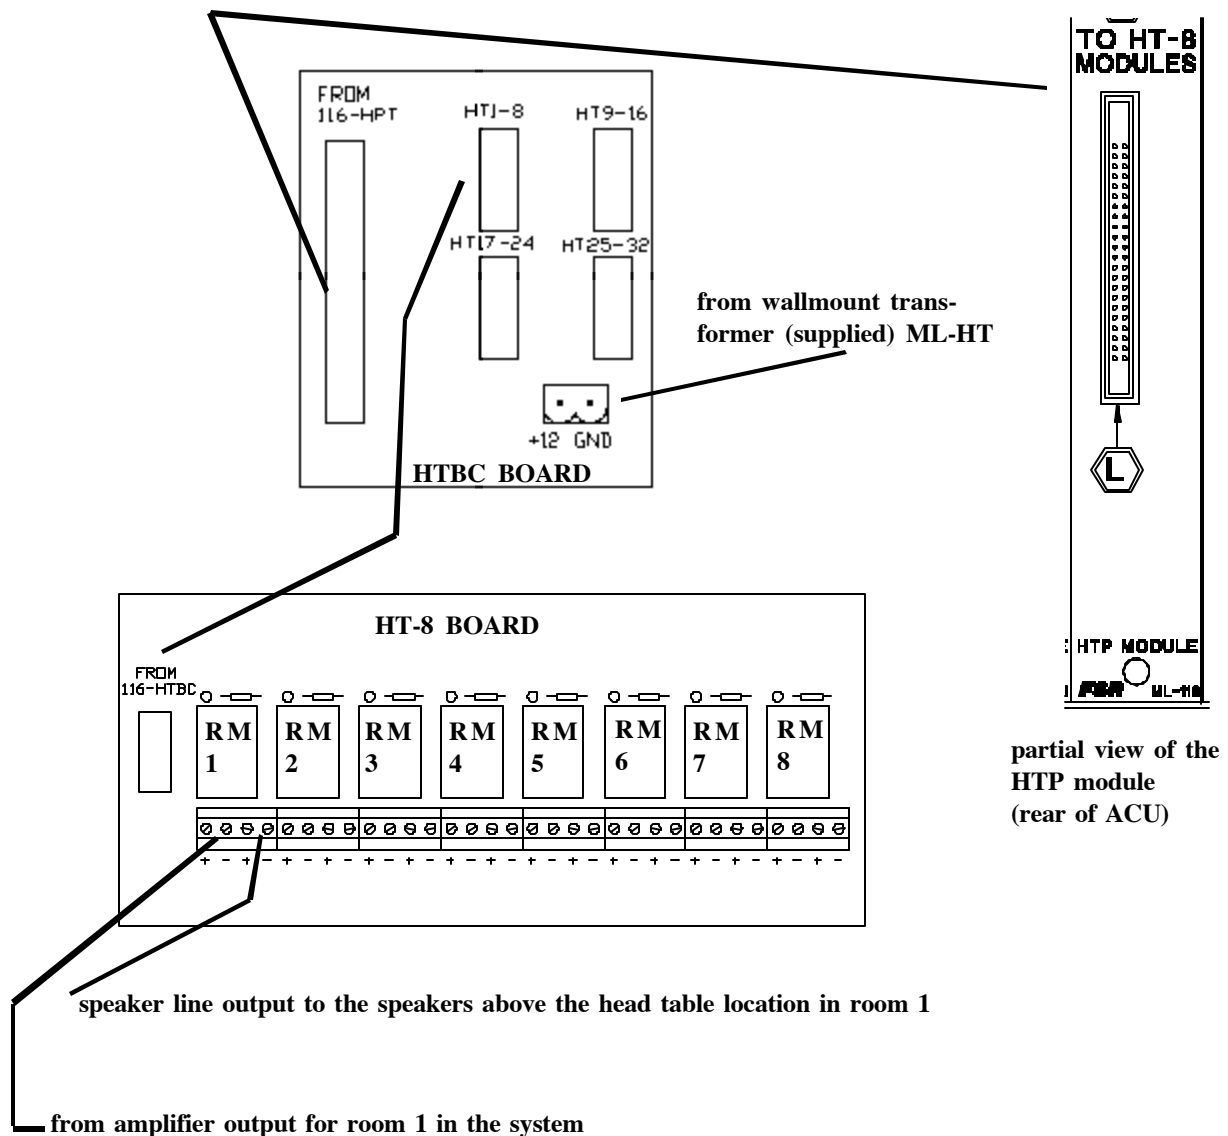 TO HT-8
MODULES
FROM
116-HPT
HT1-8
HT9-16
HT17-24
HT25-32
from wallmount trans-
former (supplied) ML-HT
+12 GND
HTBC BOARD
L
HTP MODULE
HT-8 BOARD
FROM
116-HTBC
RM RM RM RM RM RM RM RM
1 2 3 4 5 6 7 8
+ - + - + - + - + - + - + - + - + - + - + - + - + - + - + - + -
partial view of the
HTP module
(rear of ACU)
speaker line output to the speakers above the head table location in room 1
from amplifier output for room 1 in the system